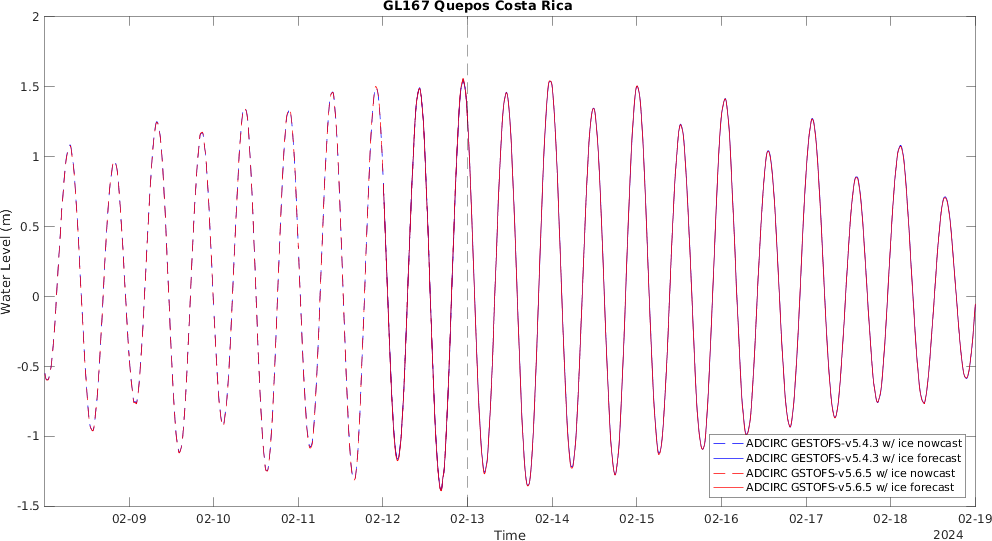 GL167 Quepos Costa Rica
2
1.5
1
0.5
0
-0.5
-1
-1.5
Water Level (m)
ADCIRC GESTOFS-v5.4.3 w/ ice nowcast
ADCIRC GESTOFS-v5.4.3 w/ ice forecast
ADCIRC GSTOFS-v5.6.5 w/ ice nowcast
ADCIRC GSTOFS-v5.6.5 w/ ice forecast
02-09 02-10 02-11 02-12 02-13 02-14 02-15 02-16 02-17 02-18 02-19
Time
2024